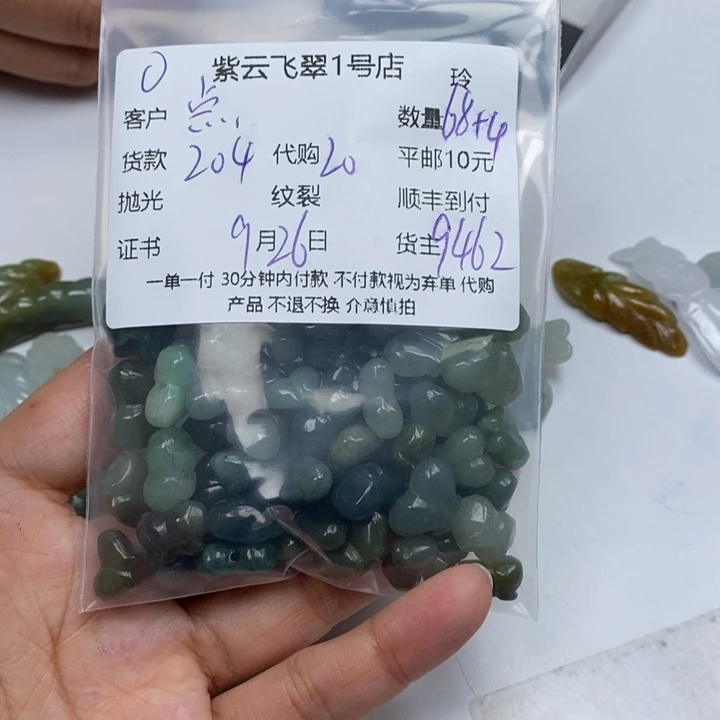 O 紫云飞翠1号店 玲
客户 数量 68+4
货款 204 代购 20 平邮10元
抛光 纹裂 顺丰到付
证书 9月26日 货主 9462
一单一付 30分钟内付款 不付款视为弃单 代购
产品 不退不换 介意慎拍